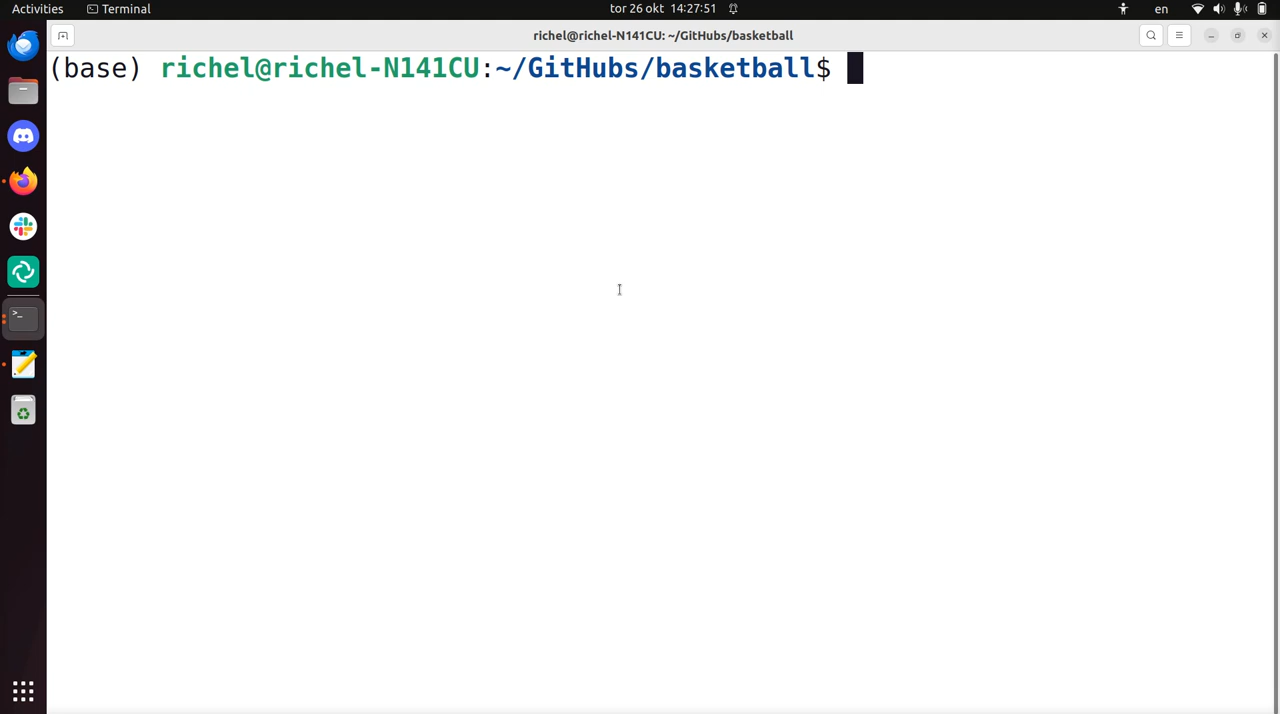 Activities Terminal tor 26 okt 14:27:51 en
richel@richel-N141CU: ~/GitHubs/basketball
(base) richel@richel-N141CU:~/GitHubs/basketball$
>_